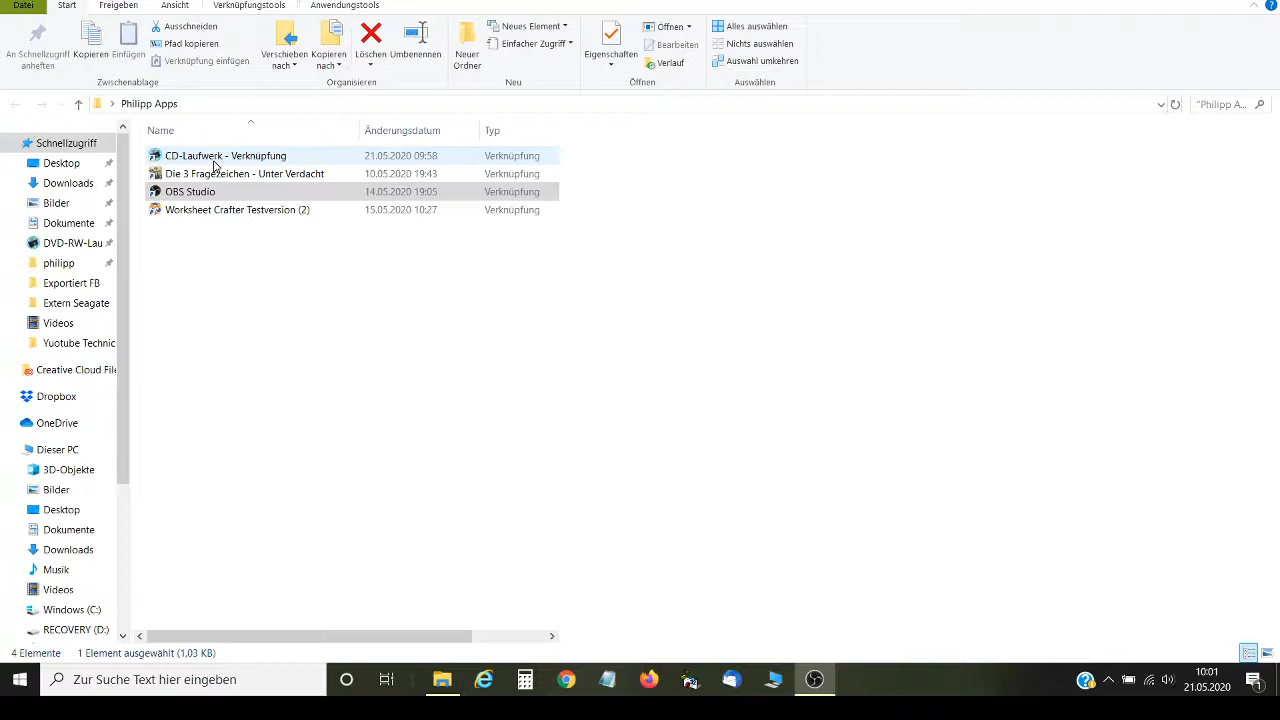 Datei Start Freigeben Ansicht Verknüpfungstools Anwendungstools
An Schnellzugriff anheften
Kopieren
Einfügen
Ausschneiden
Pfad kopieren
Verknüpfung einfügen
Zwischenablage
Verschieben nach
Kopieren nach
Löschen
Umbenennen
Organisieren
Neuer Ordner
Neues Element
Einfacher Zugriff
Neu
Eigenschaften
Öffnen
Bearbeiten
Verlauf
Öffnen
Alles auswählen
Nichts auswählen
Auswahl umkehren
Auswählen
Philipp Apps
"Philipp A...
Name Änderungsdatum Typ
CD-Laufwerk - Verknüpfung 21.05.2020 09:58 Verknüpfung
Die 3 Fragezeichen - Unter Verdacht 10.05.2020 19:43 Verknüpfung
OBS Studio 14.05.2020 19:05 Verknüpfung
Worksheet Crafter Testversion (2) 15.05.2020 10:27 Verknüpfung
Schnellzugriff
Desktop
Downloads
Bilder
Dokumente
DVD-RW-Lau
philipp
Exportiert FB
Extern Seagate
Videos
Yuotube Technic
Creative Cloud File
Dropbox
OneDrive
Dieser PC
3D-Objekte
Bilder
Desktop
Dokumente
Downloads
Musik
Videos
Windows (C:)
RECOVERY (D:)
4 Elemente 1 Element ausgewählt (1,03 KB)
Zur Suche Text hier eingeben
10:01
21.05.2020